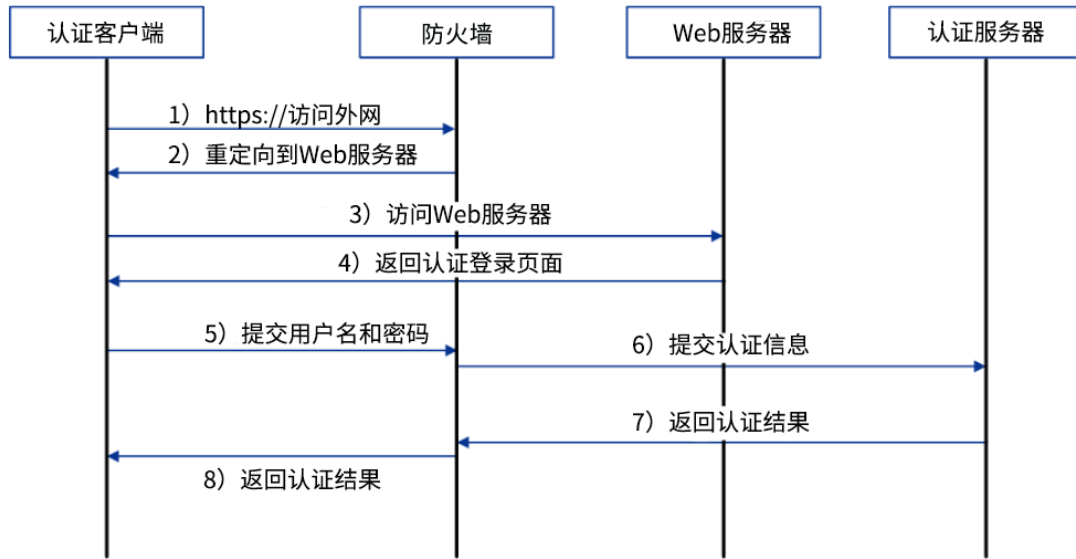 认证客户端
防火墙
Web服务器
认证服务器
1）https://访问外网
2）重定向到Web服务器
3）访问Web服务器
4）返回认证登录页面
5）提交用户名和密码
6）提交认证信息
7）返回认证结果
8）返回认证结果